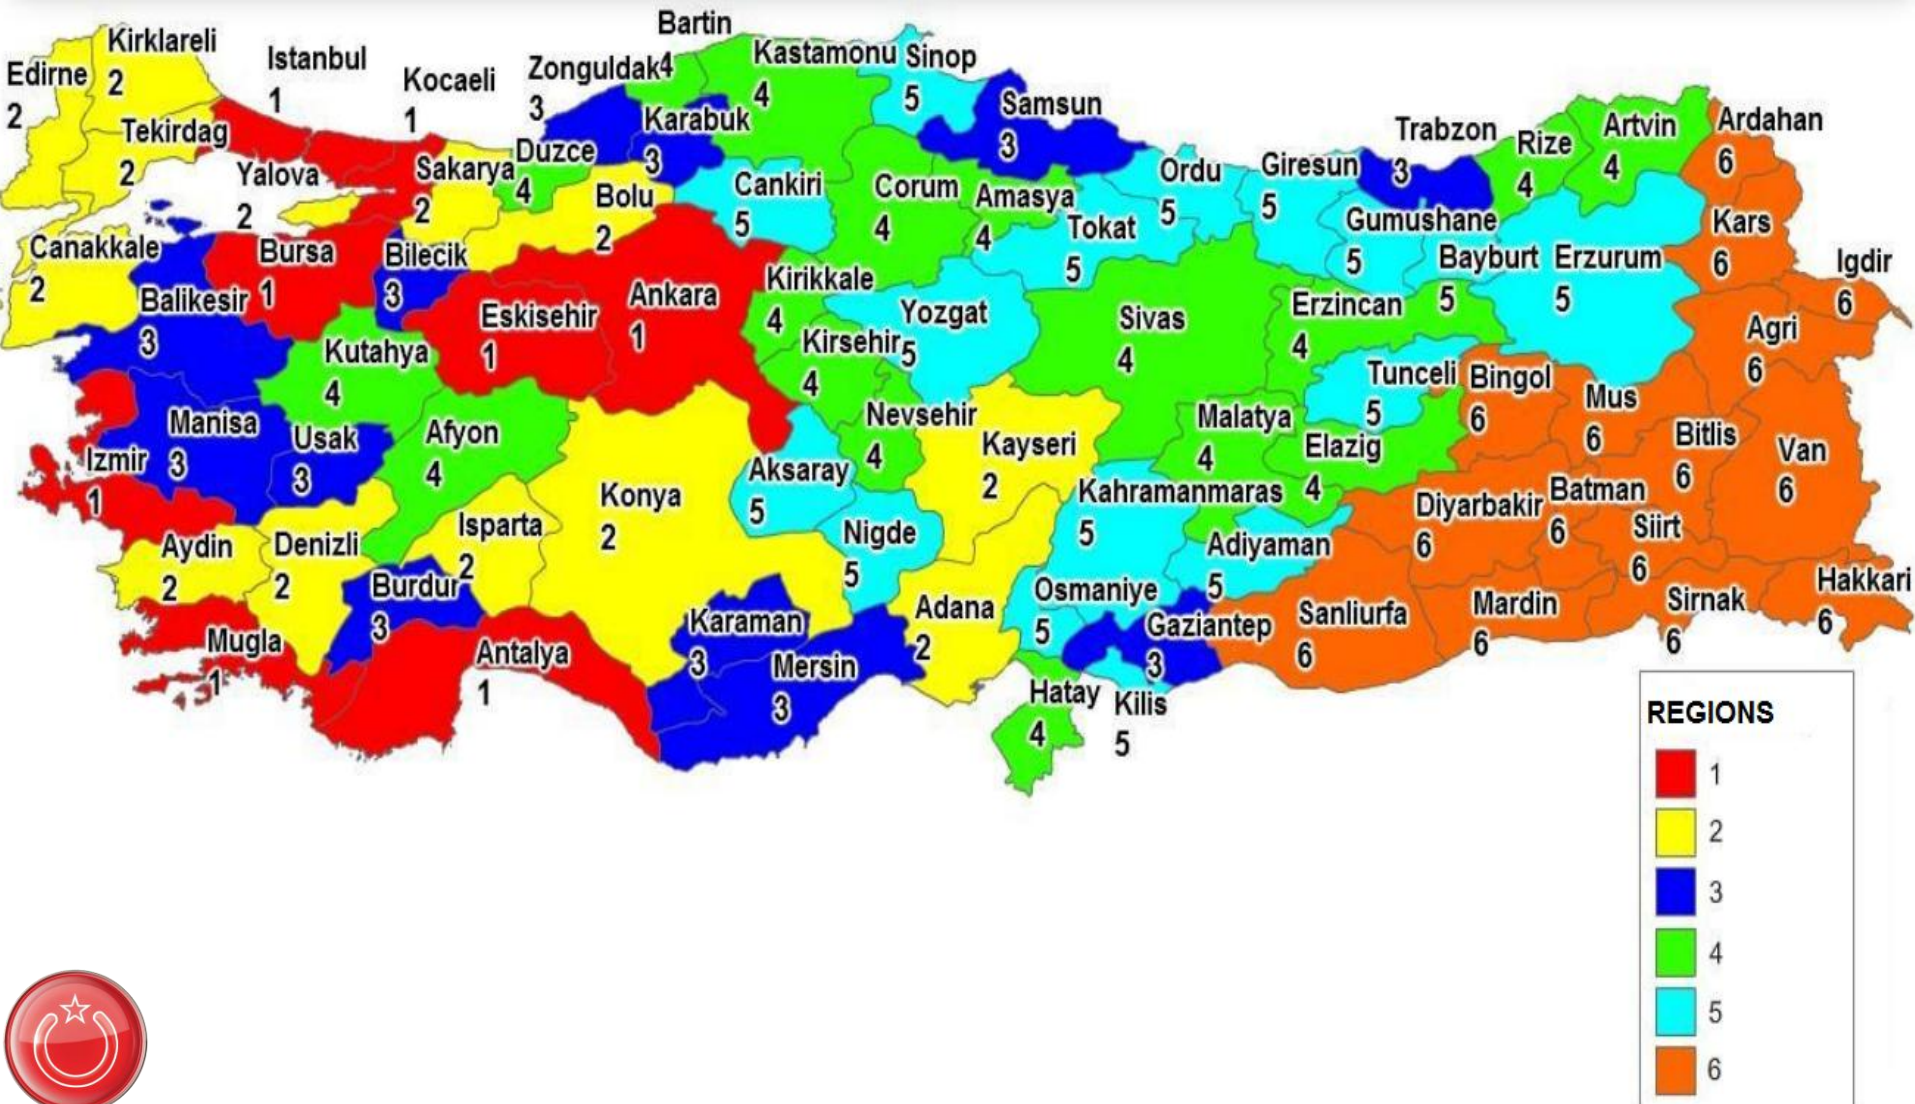 Bartin
4
Kirklareli
2
Istanbul
1
Kocaeli
1
Edirne
2
Zonguldak
3
Kastamonu
4
Sinop
5
Samsun
3
Karabuk
3
Tekirdag
2
Trabzon
3
Rize
4
Artvin
4
Ardahan
6
Yalova
2
Sakarya
2
Duzce
4
Bolu
2
Cankiri
5
Corum
4
Amasya
4
Tokat
5
Ordu
5
Giresun
5
Gumushane
5
Bayburt
5
Erzurum
5
Kars
6
Igdir
6
Canakkale
2
Balikesir
3
Bursa
1
Bilecik
3
Eskisehir
1
Ankara
1
Kirikkale
4
Kirsehir
4
Yozgat
5
Sivas
4
Erzincan
4
Agri
6
Kutahya
4
Tunceli
5
Bingol
6
Mus
6
Bitlis
6
Van
6
Manisa
3
Usak
3
Afyon
4
Izmir
1
Konya
2
Aksaray
5
Nevsehir
4
Kayseri
2
Malatya
4
Elazig
4
Kahramanmaras
5
Diyarbakir
6
Batman
6
Siirt
6
Aydin
2
Denizli
2
Isparta
2
Burdur
3
Nigde
5
Adiyaman
5
Osmaniye
5
Adana
2
Karaman
3
Mersin
3
Gaziantep
3
Sanliurfa
6
Mardin
6
Sirnak
6
Hakkari
6
Mugla
1
Antalya
1
Hatay
4
Kilis
5
REGIONS
1
2
3
4
5
6